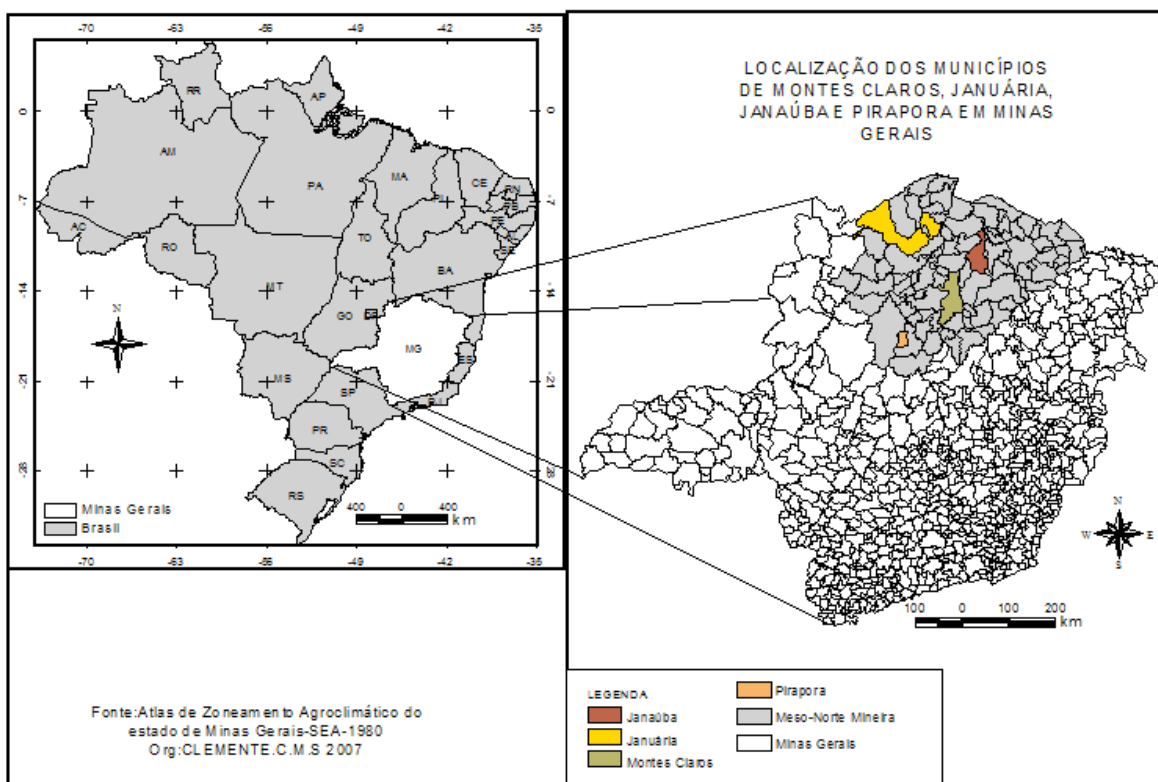 -70 -63 -56 -49 -42 -35
LOCALIZAÇÃO DOS MUNICÍPIOS
DE MONTES CLAROS, JANUÁRIA,
JANAÚBA E PIRAPORA EM MINAS
GERAIS
RR
AP
0 0
AM
PA
MA
CE
RN
-7 -7
AC
RO
TO
PE
SE
BA
MT
-14 -14
GO
DF
N
MG
ES
MS
SP
-21 -21
RJ
PR
SC
-28
RS
Minas Gerais
Brasil
400 0 400
km
-70 -63 -56 -49 -42 -35
N
W E
S
100 0 100 200
km
Fonte:Atlas de Zoneamento Agroclimático do
estado de Minas Gerais-SEA-1980
Org:CLEMENTE.C.M.S 2007
LEGENDA
Janaúba
Januária
Montes Claros
Pirapora
Meso-Norte Mineira
Minas Gerais